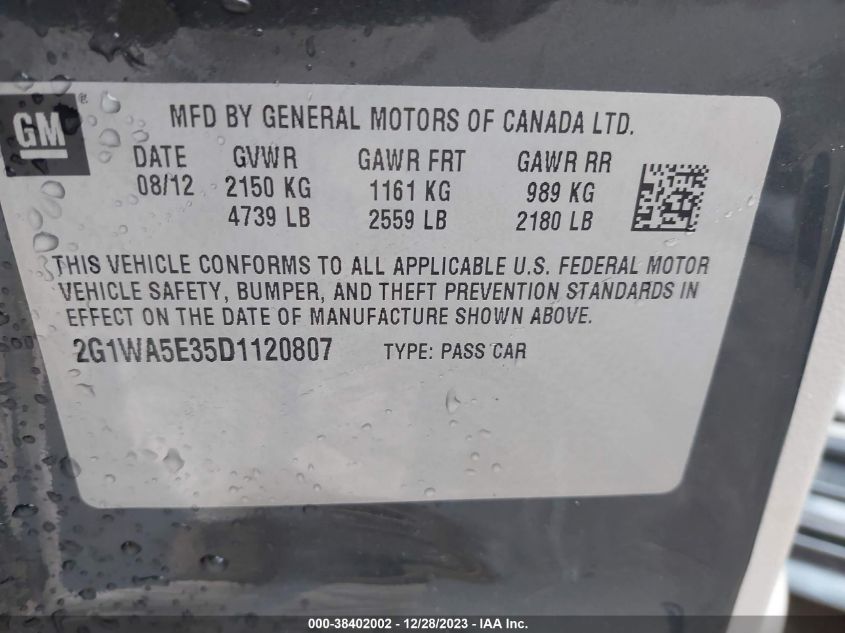 GM®
MFD BY GENERAL MOTORS OF CANADA LTD.
DATE GVWR GAWR FRT GAWR RR
08/12 2150 KG 1161 KG 989 KG
4739 LB 2559 LB 2180 LB
THIS VEHICLE CONFORMS TO ALL APPLICABLE U.S. FEDERAL MOTOR
VEHICLE SAFETY, BUMPER, AND THEFT PREVENTION STANDARDS IN
EFFECT ON THE DATE OF MANUFACTURE SHOWN ABOVE.
2G1WA5E35D1120807 TYPE: PASS CAR
000-38402002 - 12/28/2023 - IAA Inc.